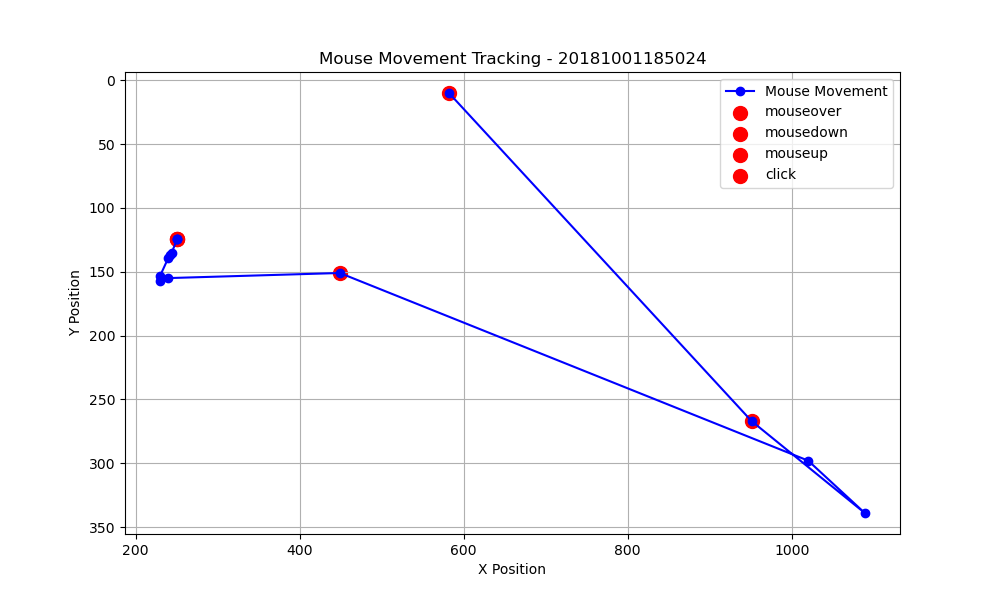 Mouse Movement Tracking - 20181001185024
Mouse Movement
mouseover
mousedown
mouseup
click
Y Position
0
50
100
150
200
250
300
350
200
400
600
800
1000
X Position